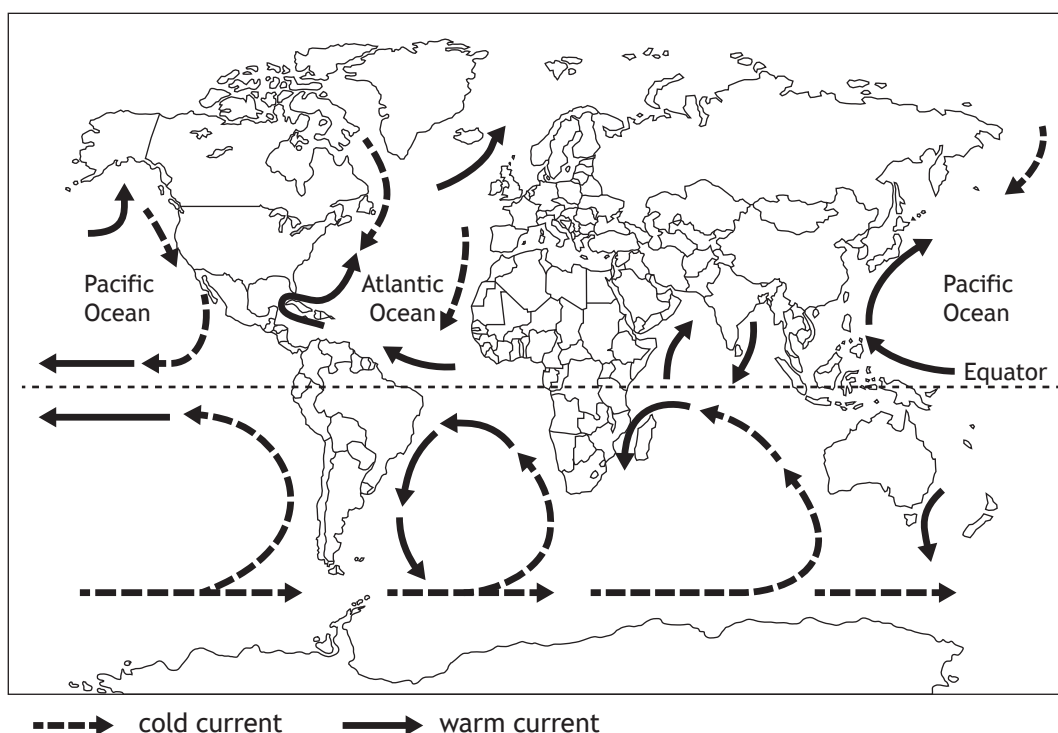 Pacific
Ocean
Atlantic
Ocean
Pacific
Ocean
Equator
cold current
warm current